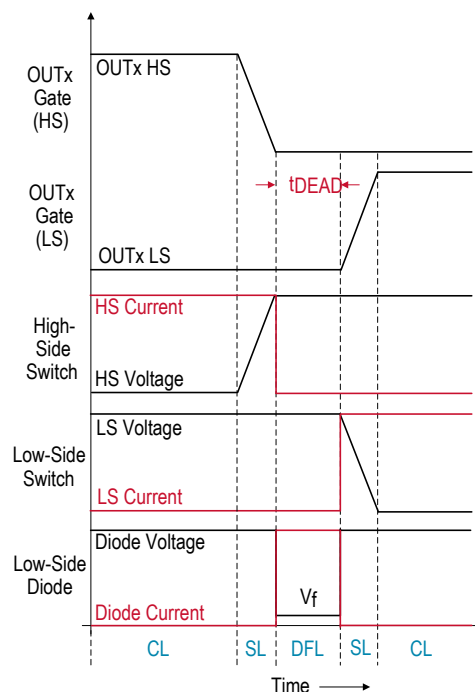 OUTx
Gate
(HS)
OUTx HS
tDEAD
OUTx
Gate
(LS)
OUTx LS
High-
Side
Switch
HS Current
HS Voltage
Low-Side
Switch
LS Voltage
LS Current
Low-Side
Diode
Diode Voltage
Vf
Diode Current
CL SL DFL SL CL
Time